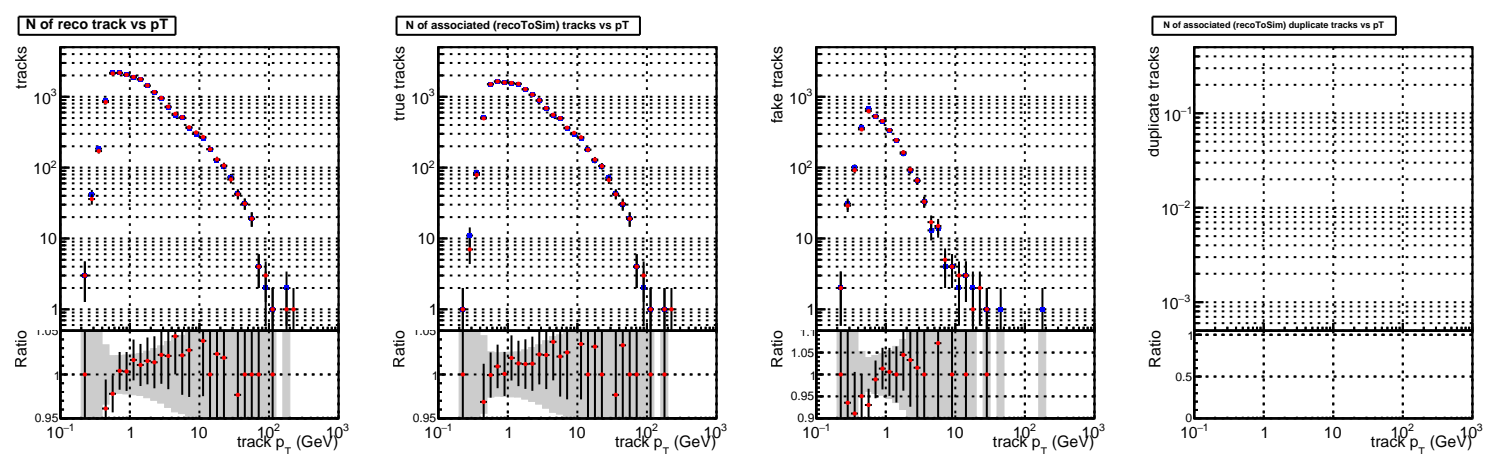 N of reco track vs pT
tracks
10³
10²
10
1
Ratio
1.05
1
0.95
10⁻¹ 1 10 10² 10³
track p_T (GeV)
N of associated (recoToSim) tracks vs pT
true tracks
10³
10²
10
1
Ratio
1.05
1
0.95
10⁻¹ 1 10 10² 10³
track p_T (GeV)
fake tracks
10³
10²
10
1
Ratio
1.1
1.05
1
0.95
0.9
10⁻¹ 1 10 10² 10³
track p_T (GeV)
N of associated (recoToSim) duplicate tracks vs pT
duplicate tracks
10⁻¹
10⁻²
10⁻³
Ratio
1
0.5
0
10⁻¹ 1 10 10² 10³
track p_T (GeV)